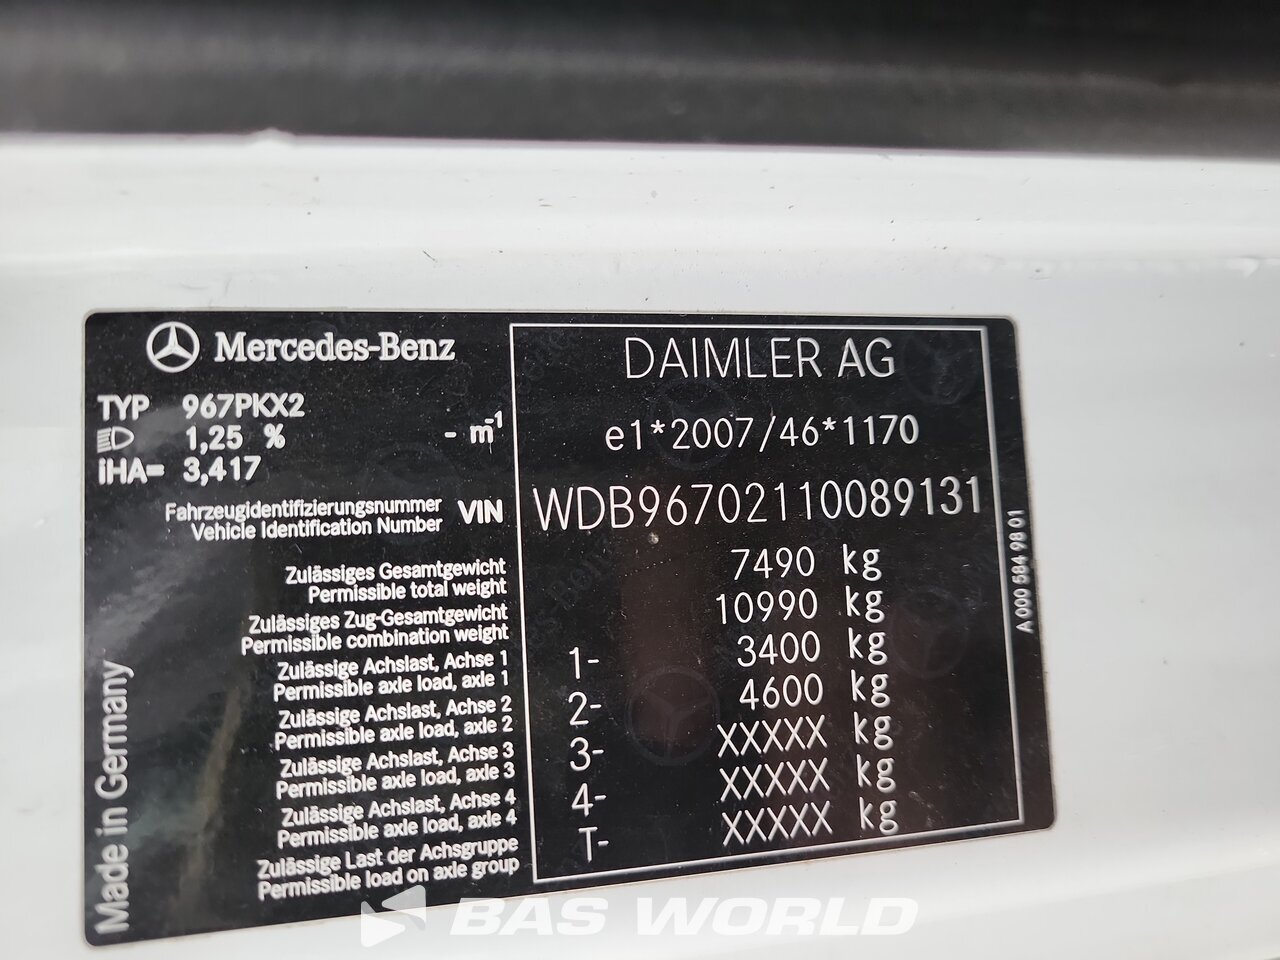 Mercedes-Benz
TYP 967PKX2
1,25 % - m⁻¹
iHA= 3,417
DAIMLER AG
e1*2007/46*1170
Fahrzeugidentifizierungsnummer
Vehicle Identification Number VIN WDB96702110089131
Zulässiges Gesamtgewicht
Permissible total weight 7490 kg
Zulässiges Zug-Gesamtgewicht
Permissible combination weight 10990 kg
Zulässige Achslast, Achse 1
Permissible axle load, axle 1 1- 3400 kg
Zulässige Achslast, Achse 2
Permissible axle load, axle 2 2- 4600 kg
Zulässige Achslast, Achse 3
Permissible axle load, axle 3 3- XXXXX kg
Zulässige Achslast, Achse 4
Permissible axle load, axle 4 4- XXXXX kg
Zulässige Last der Achsgruppe
Permissible load on axle group T- XXXXX kg
Made in Germany
A 000 584 98 01
BAS WORLD